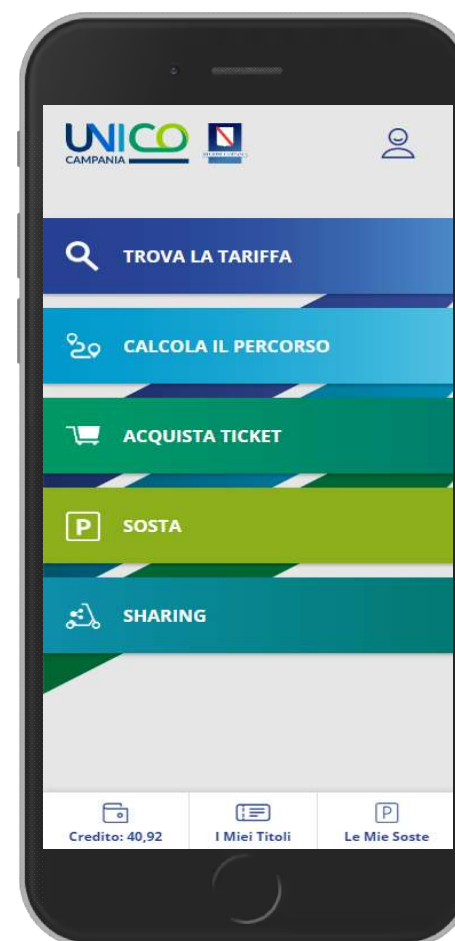 UNICO
CAMPANIA
TROVA LA TARIFFA
CALCOLA IL PERCORSO
ACQUISTA TICKET
P
SOSTA
SHARING
P
Credito: 40,92
I Miei Titoli
Le Mie Soste